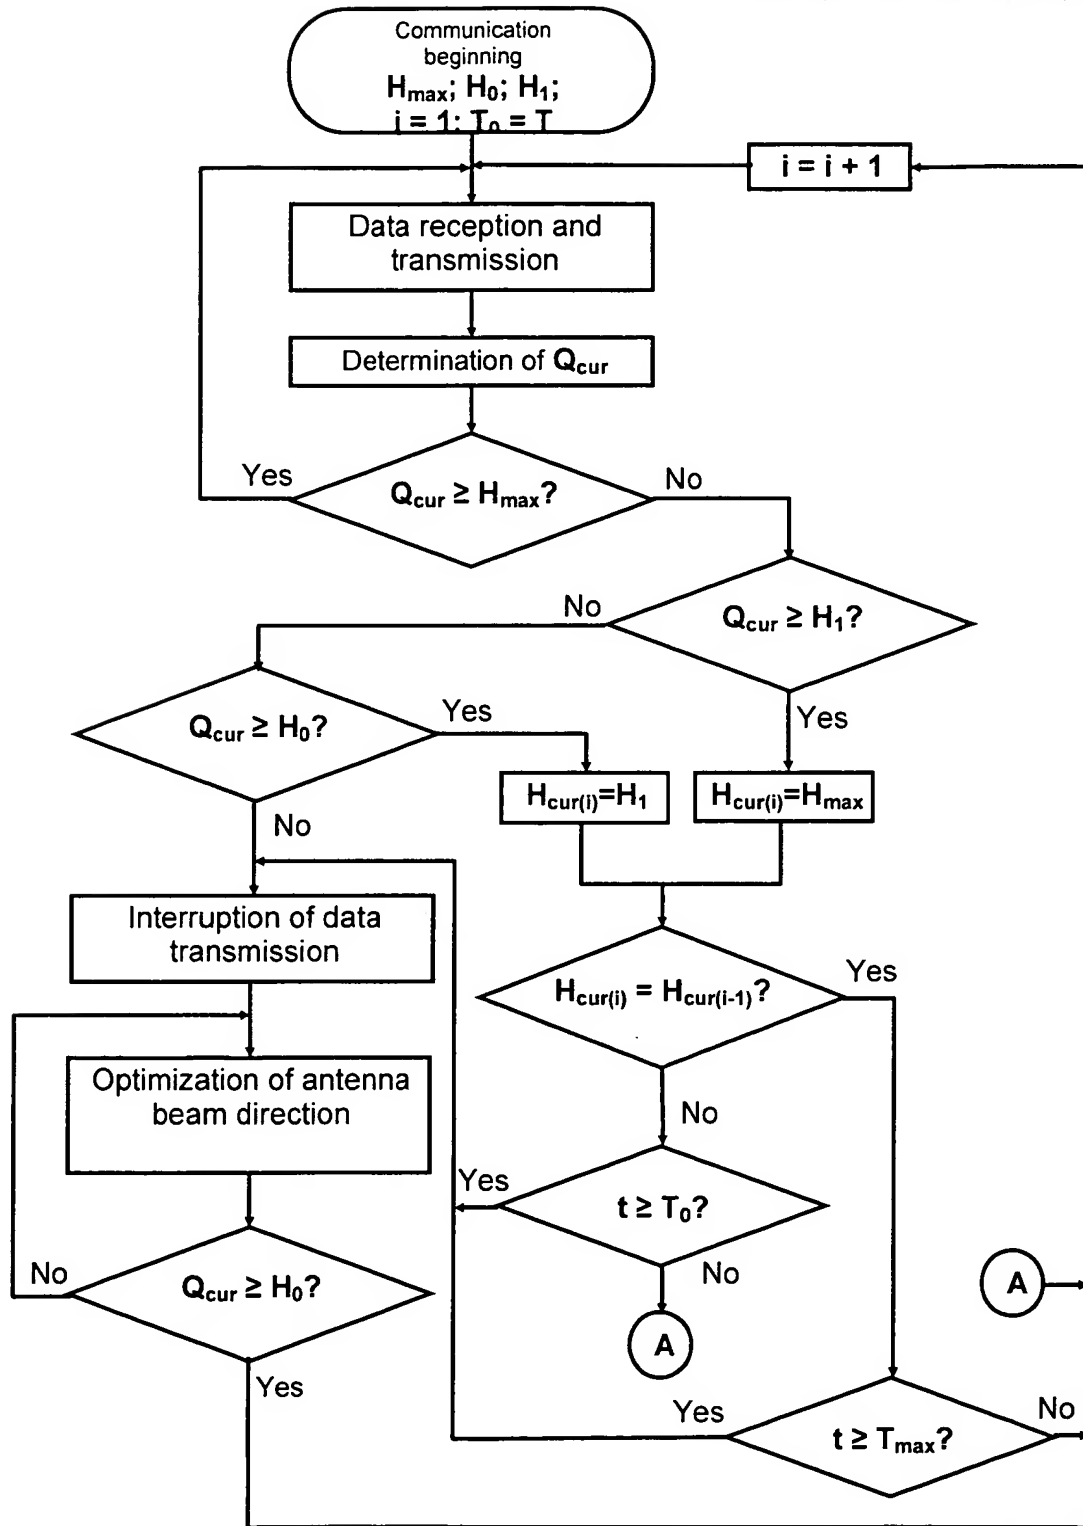 Communication
beginning
Hmax; H0; H1;
i = 1; T0 = T
i = i + 1
Data reception and
transmission
Determination of Qcur
Yes
Qcur ≥ Hmax?
No
No
Qcur ≥ H1?
Qcur ≥ H0?
Yes
Yes
Hcur(i)=H1
Hcur(i)=Hmax
No
Interruption of data
transmission
Hcur(i) = Hcur(i-1)?
Yes
Optimization of antenna
beam direction
No
Yes
t ≥ T0?
No
Qcur ≥ H0?
No
A
A
Yes
Yes
t ≥ Tmax?
No